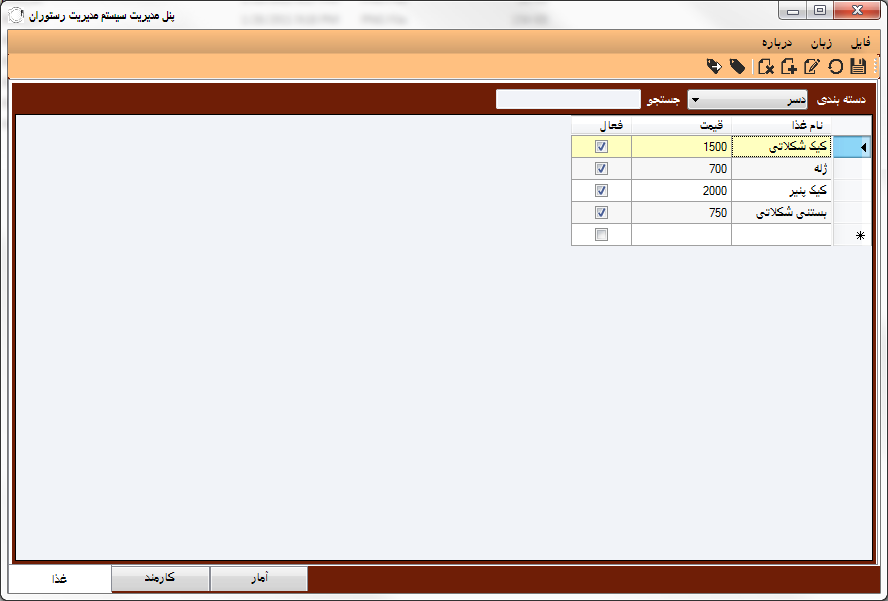 پنل مدیریت سیستم مدیریت رستوران
فایل زبان درباره
دسته بندی دسر جستجو
نام غذا قیمت فعال
کیک شکلاتی 1500
ژله 700
کیک پنیر 2000
بستنی شکلاتی 750
غذا کارمند آمار